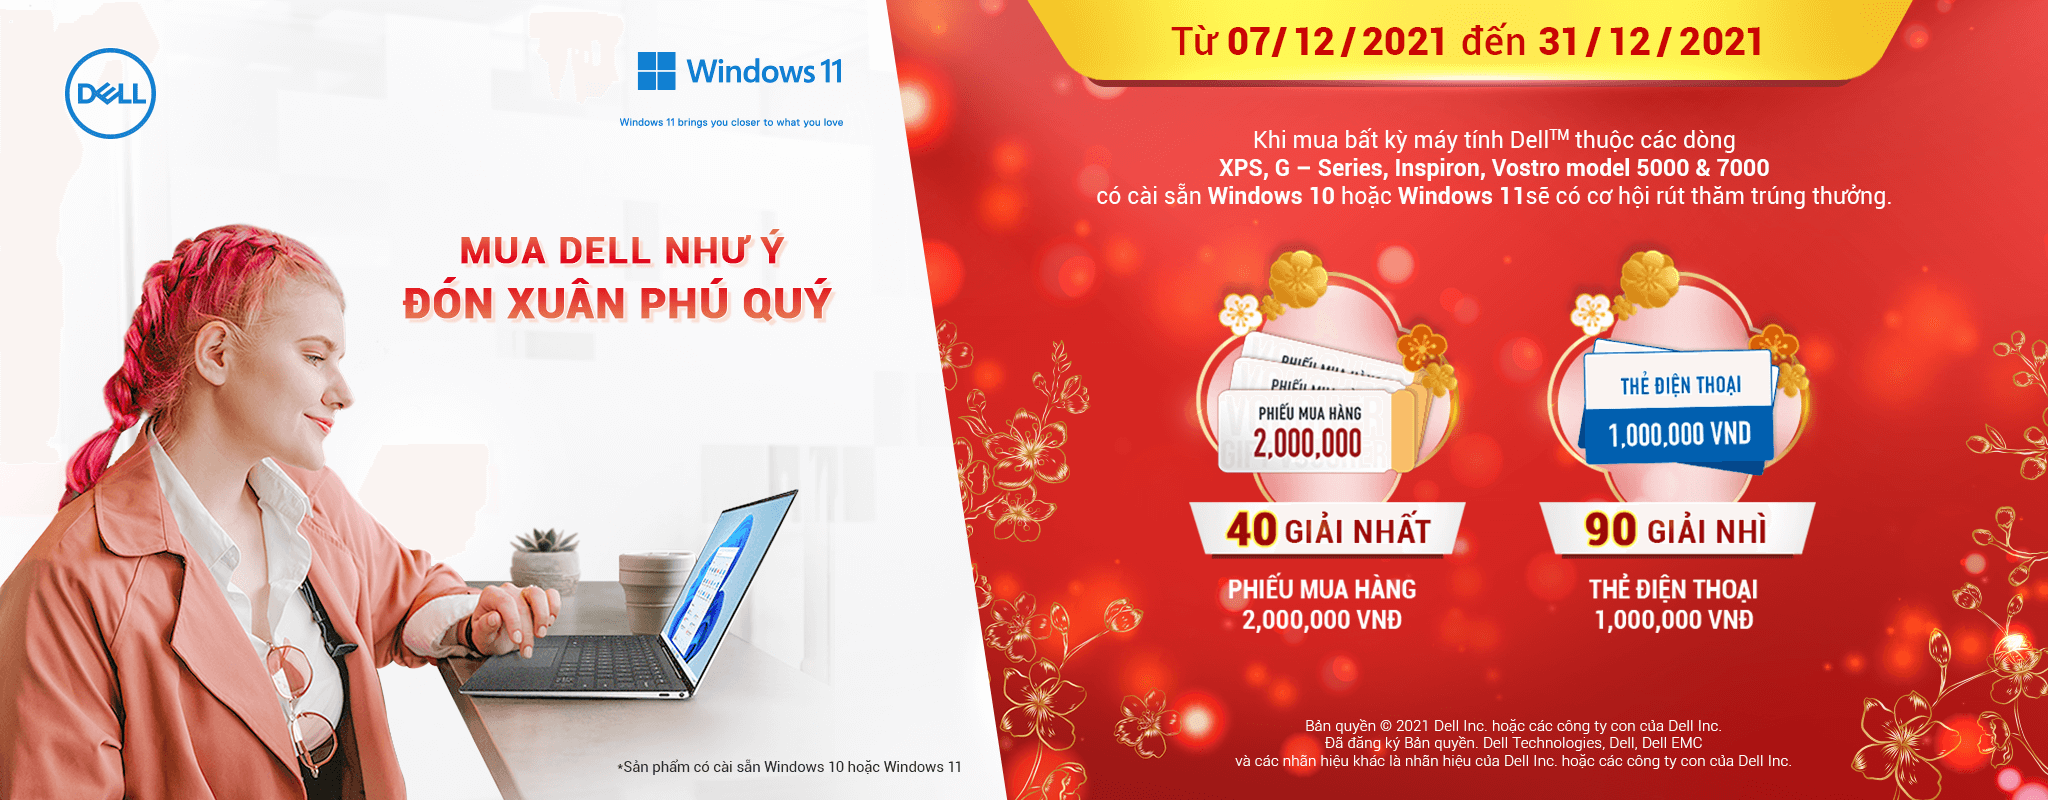 DELL
Windows 11
Windows 11 brings you closer to what you love
MUA DELL NHƯ Ý
ĐÓN XUÂN PHÚ QUÝ
*Sản phẩm có cài sẵn Windows 10 hoặc Windows 11
Từ 07/12/2021 đến 31/12/2021
Khi mua bất kỳ máy tính Dell™ thuộc các dòng
XPS, G – Series, Inspiron, Vostro model 5000 & 7000
có cài sẵn Windows 10 hoặc Windows 11sẽ có cơ hội rút thăm trúng thưởng.
PHIẾU MUA HÀNG
PHIẾU MUA HÀNG
PHIẾU MUA HÀNG
2,000,000
40 GIẢI NHẤT
PHIẾU MUA HÀNG
2,000,000 VNĐ
THẺ ĐIỆN THOẠI
1,000,000 VND
90 GIẢI NHÌ
THẺ ĐIỆN THOẠI
1,000,000 VNĐ
Bản quyền © 2021 Dell Inc. hoặc các công ty con của Dell Inc.
Đã đăng ký Bản quyền. Dell Technologies, Dell, Dell EMC
và các nhãn hiệu khác là nhãn hiệu của Dell Inc. hoặc các công ty con của Dell Inc.